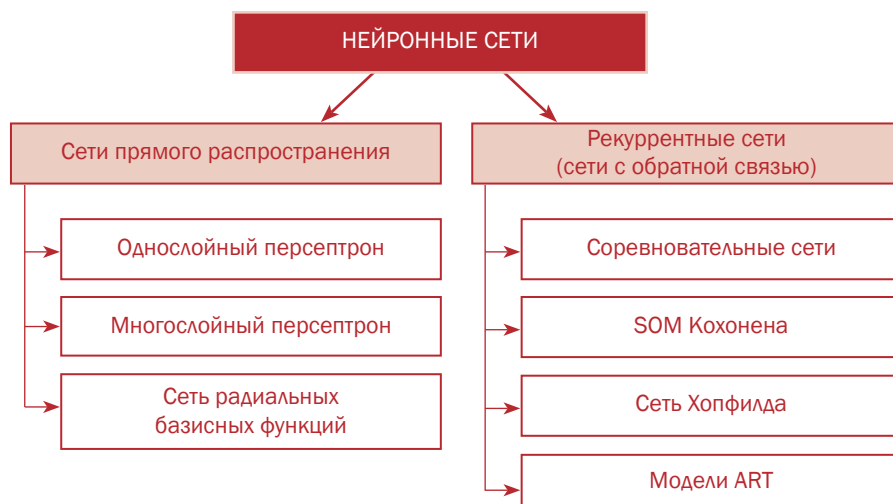 НЕЙРОННЫЕ СЕТИ
Сети прямого распространения
Однослойный персептрон
Многослойный персептрон
Сеть радиальных
базисных функций
Рекуррентные сети
(сети с обратной связью)
Соревновательные сети
SOM Кохонена
Сеть Хопфилда
Модели ART